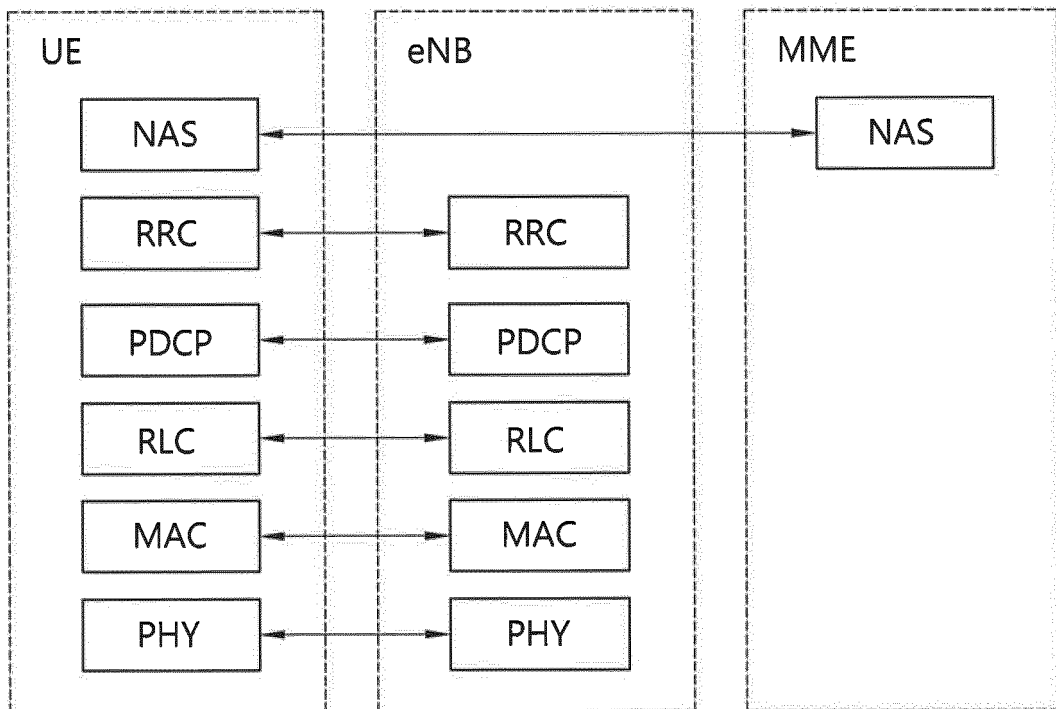 UE eNB MME
NAS NAS
RRC RRC
PDCP PDCP
RLC RLC
MAC MAC
PHY PHY